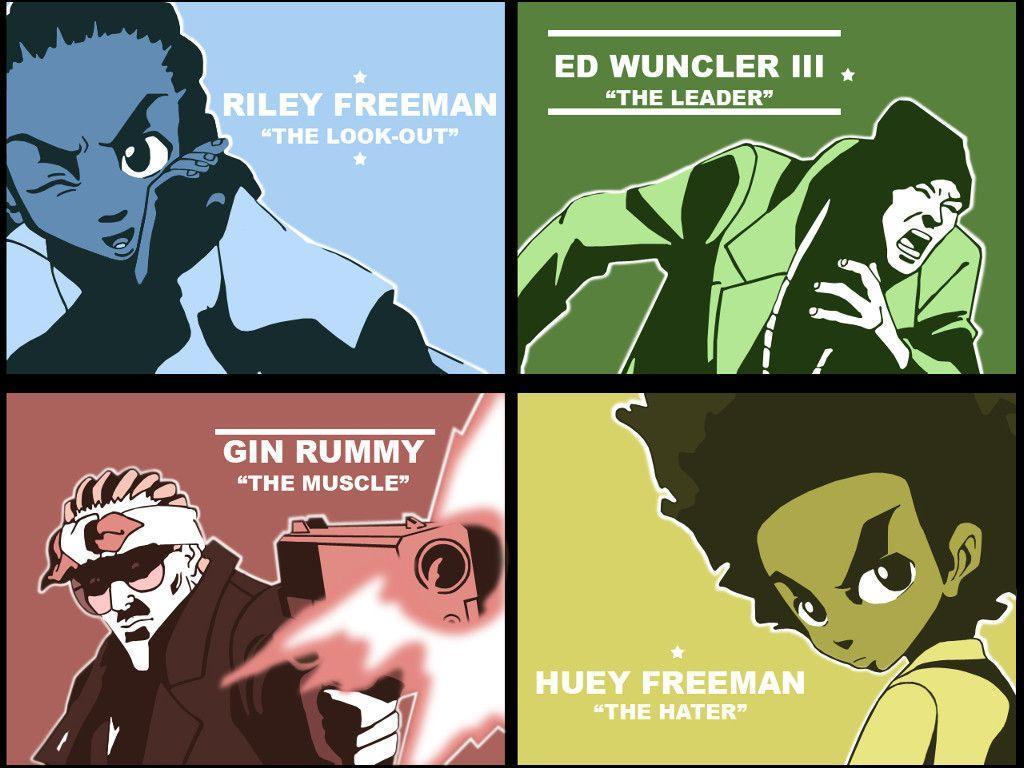 RILEY FREEMAN
“THE LOOK-OUT”
ED WUNCLER III
“THE LEADER”
GIN RUMMY
“THE MUSCLE”
HUEY FREEMAN
“THE HATER”